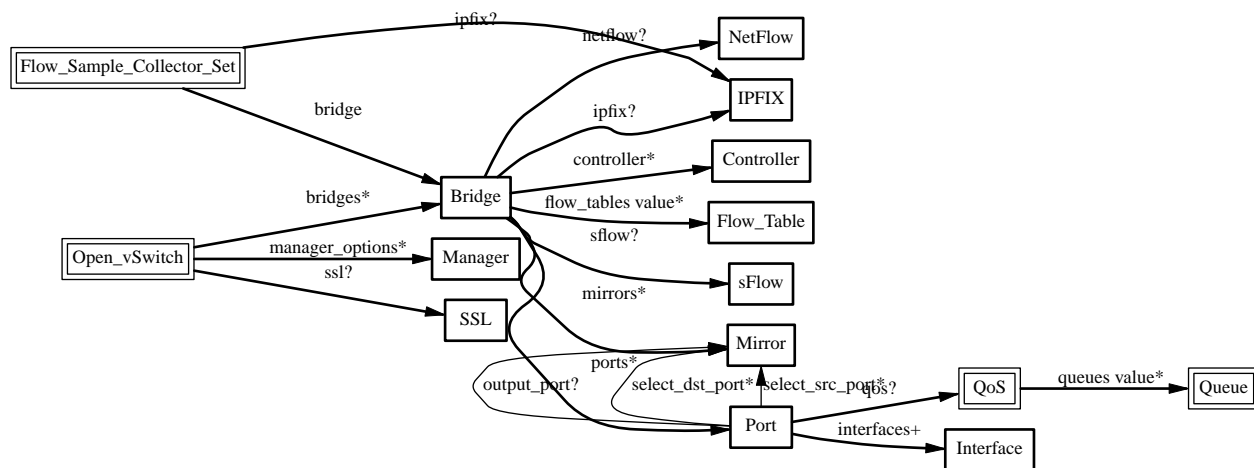 ipfix?
netflow?
NetFlow
Flow_Sample_Collector_Set
IPFIX
bridge
ipfix?
controller*
Controller
bridges*
Bridge
flow_tables value*
Flow_Table
sflow?
manager_options*
Open_vSwitch
Manager
ssl?
mirrors*
sFlow
SSL
Mirror
ports*
output_port?
select_dst_port*
select_src_port*
qos?
QoS
queues value*
Queue
Port
interfaces+
Interface